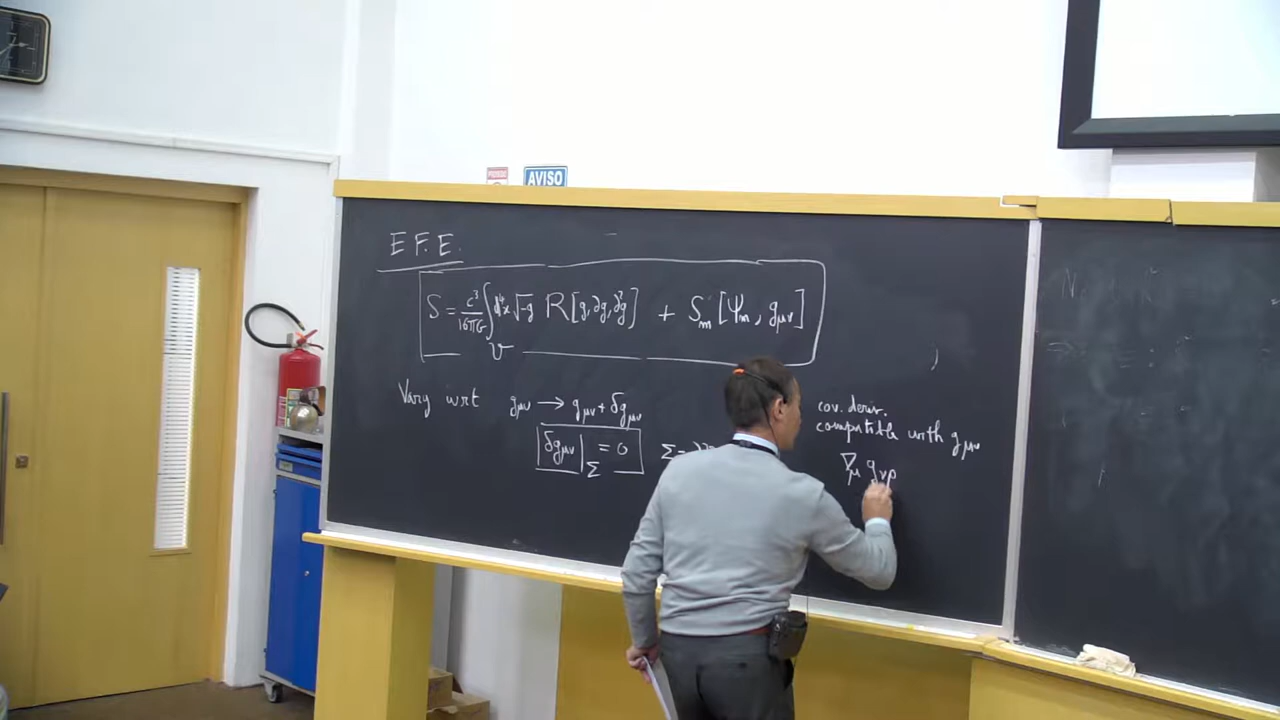 AVISO
E.F.E.
S = c³/16πG ∫_V d⁴x √-g R[g,∂g,∂∂g] + S_m[ψ_m, g_μν]
Vary wrt g_μν → g_μν + δg_μν
δg_μν|_Σ = 0
Σ =
cov. deriv.
compatible with g_μν
∇_μ g_νρ